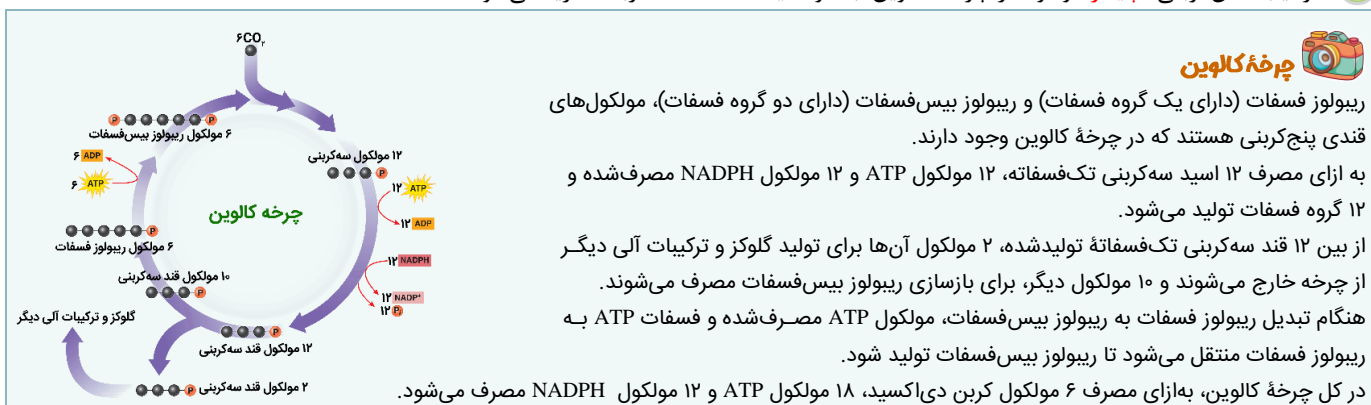 چرخهٔ کالوین
ریبولوز فسفات (دارای یک گروه فسفات) و ریبولوز بیس‌فسفات (دارای دو گروه فسفات)، مولکول‌های
قندی پنج‌کربنی هستند که در چرخهٔ کالوین وجود دارند.
به ازای مصرف ۱۲ اسید سه‌کربنی تک‌فسفاته، ۱۲ مولکول ATP و ۱۲ مولکول NADPH مصرف‌شده و
۱۲ گروه فسفات تولید می‌شود.
از بین ۱۲ قند سه‌کربنی تک‌فسفاتهٔ تولیدشده، ۲ مولکول آن‌ها برای تولید گلوکز و ترکیبات آلی دیگر
از چرخه خارج می‌شوند و ۱۰ مولکول دیگر، برای بازسازی ریبولوز بیس‌فسفات مصرف می‌شوند.
هنگام تبدیل ریبولوز فسفات به ریبولوز بیس‌فسفات، مولکول ATP مصرف‌شده و فسفات ATP به
ریبولوز فسفات منتقل می‌شود تا ریبولوز بیس‌فسفات تولید شود.
در کل چرخهٔ کالوین، به‌ازای مصرف ۶ مولکول کربن دی‌اکسید، ۱۸ مولکول ATP و ۱۲ مولکول NADPH مصرف می‌شود.
۶CO۲
P P
۶ مولکول ریبولوز بیس‌فسفات
۶ ADP
۶ ATP
۱۲ مولکول سه‌کربنی
P
۱۲ ATP
۱۲ ADP
چرخه کالوین
P
۶ مولکول ریبولوز فسفات
۱۲ NADPH
۱۰ مولکول قند سه‌کربنی
P
۱۲ NADP+
۱۲ Pi
گلوکز و ترکیبات آلی دیگر
P
۱۲ مولکول قند سه‌کربنی
۲ مولکول قند سه‌کربنی P